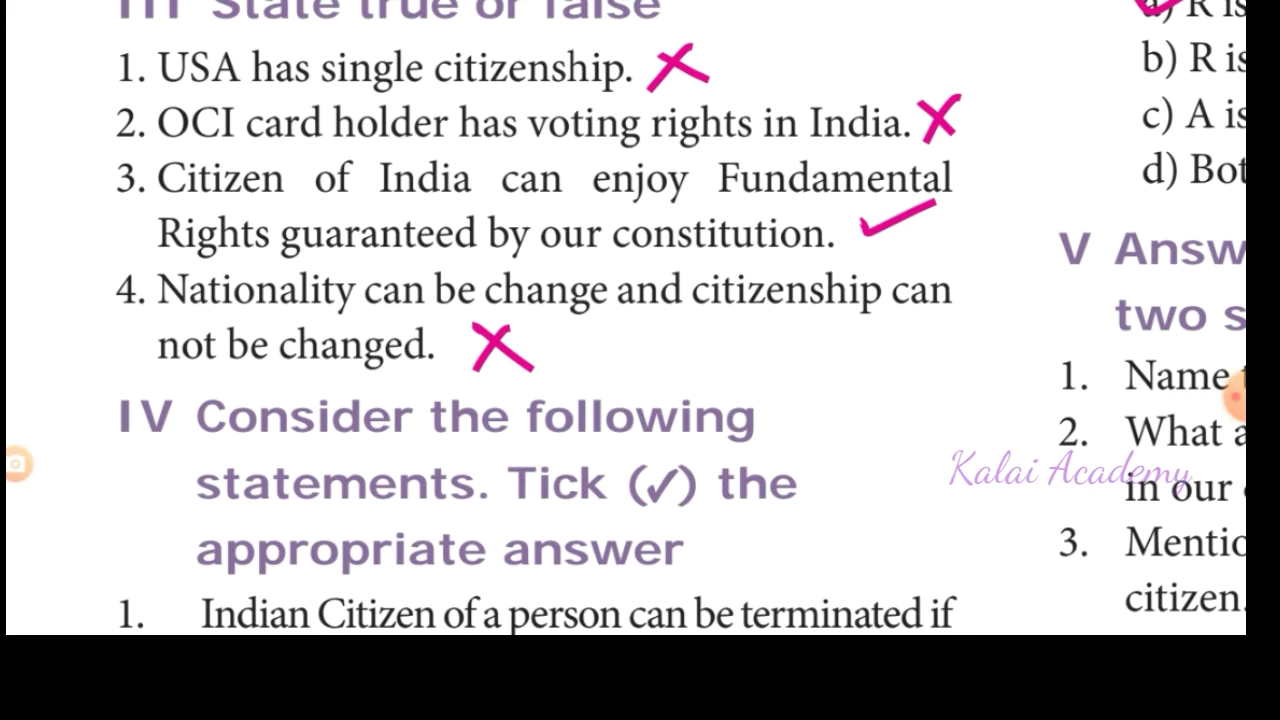 III State true or false
1. USA has single citizenship.
2. OCI card holder has voting rights in India.
3. Citizen of India can enjoy Fundamental
Rights guaranteed by our constitution.
4. Nationality can be change and citizenship can
not be changed.
IV Consider the following
statements. Tick (✓) the
appropriate answer
1. Indian Citizen of a person can be terminated if
a) R is
b) R is
c) A is
d) Bot
V Answ
two s
1. Name
2. What a
in our
3. Mentio
citizen.
Kalai Academy